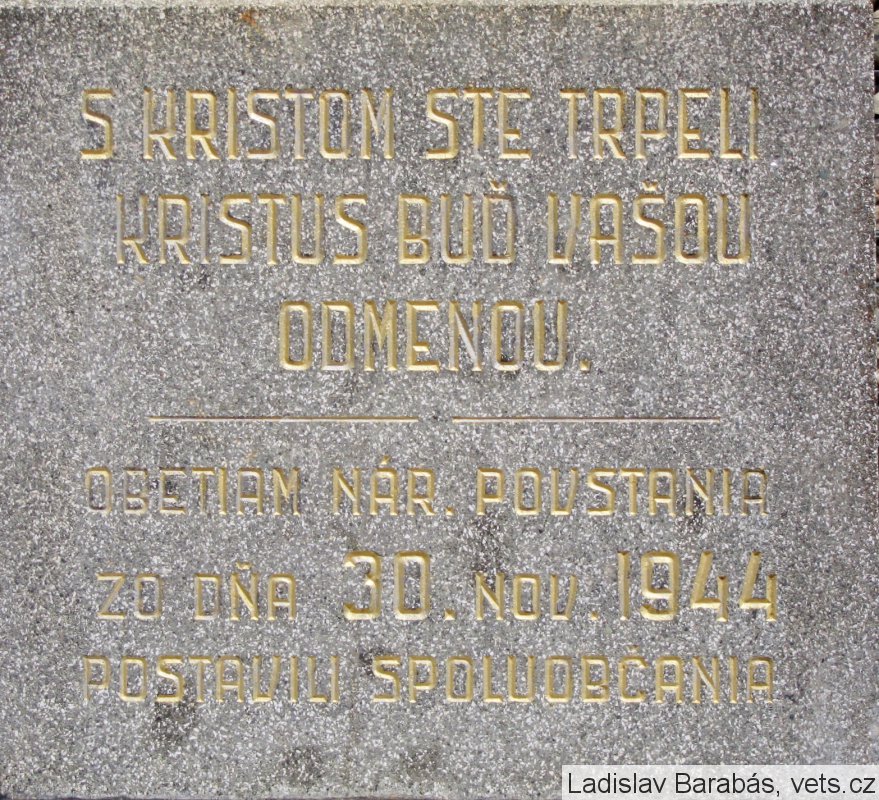 S KRISTOM STE TRPELI
KRISTUS BUĎ VAŠOU
ODMENOU.
OBETIAM NÁR. POVSTANIA
ZO DŇA 30. NOV. 1944
POSTAVILI SPOLUOBČANIA
Ladislav Barabás, vets.cz